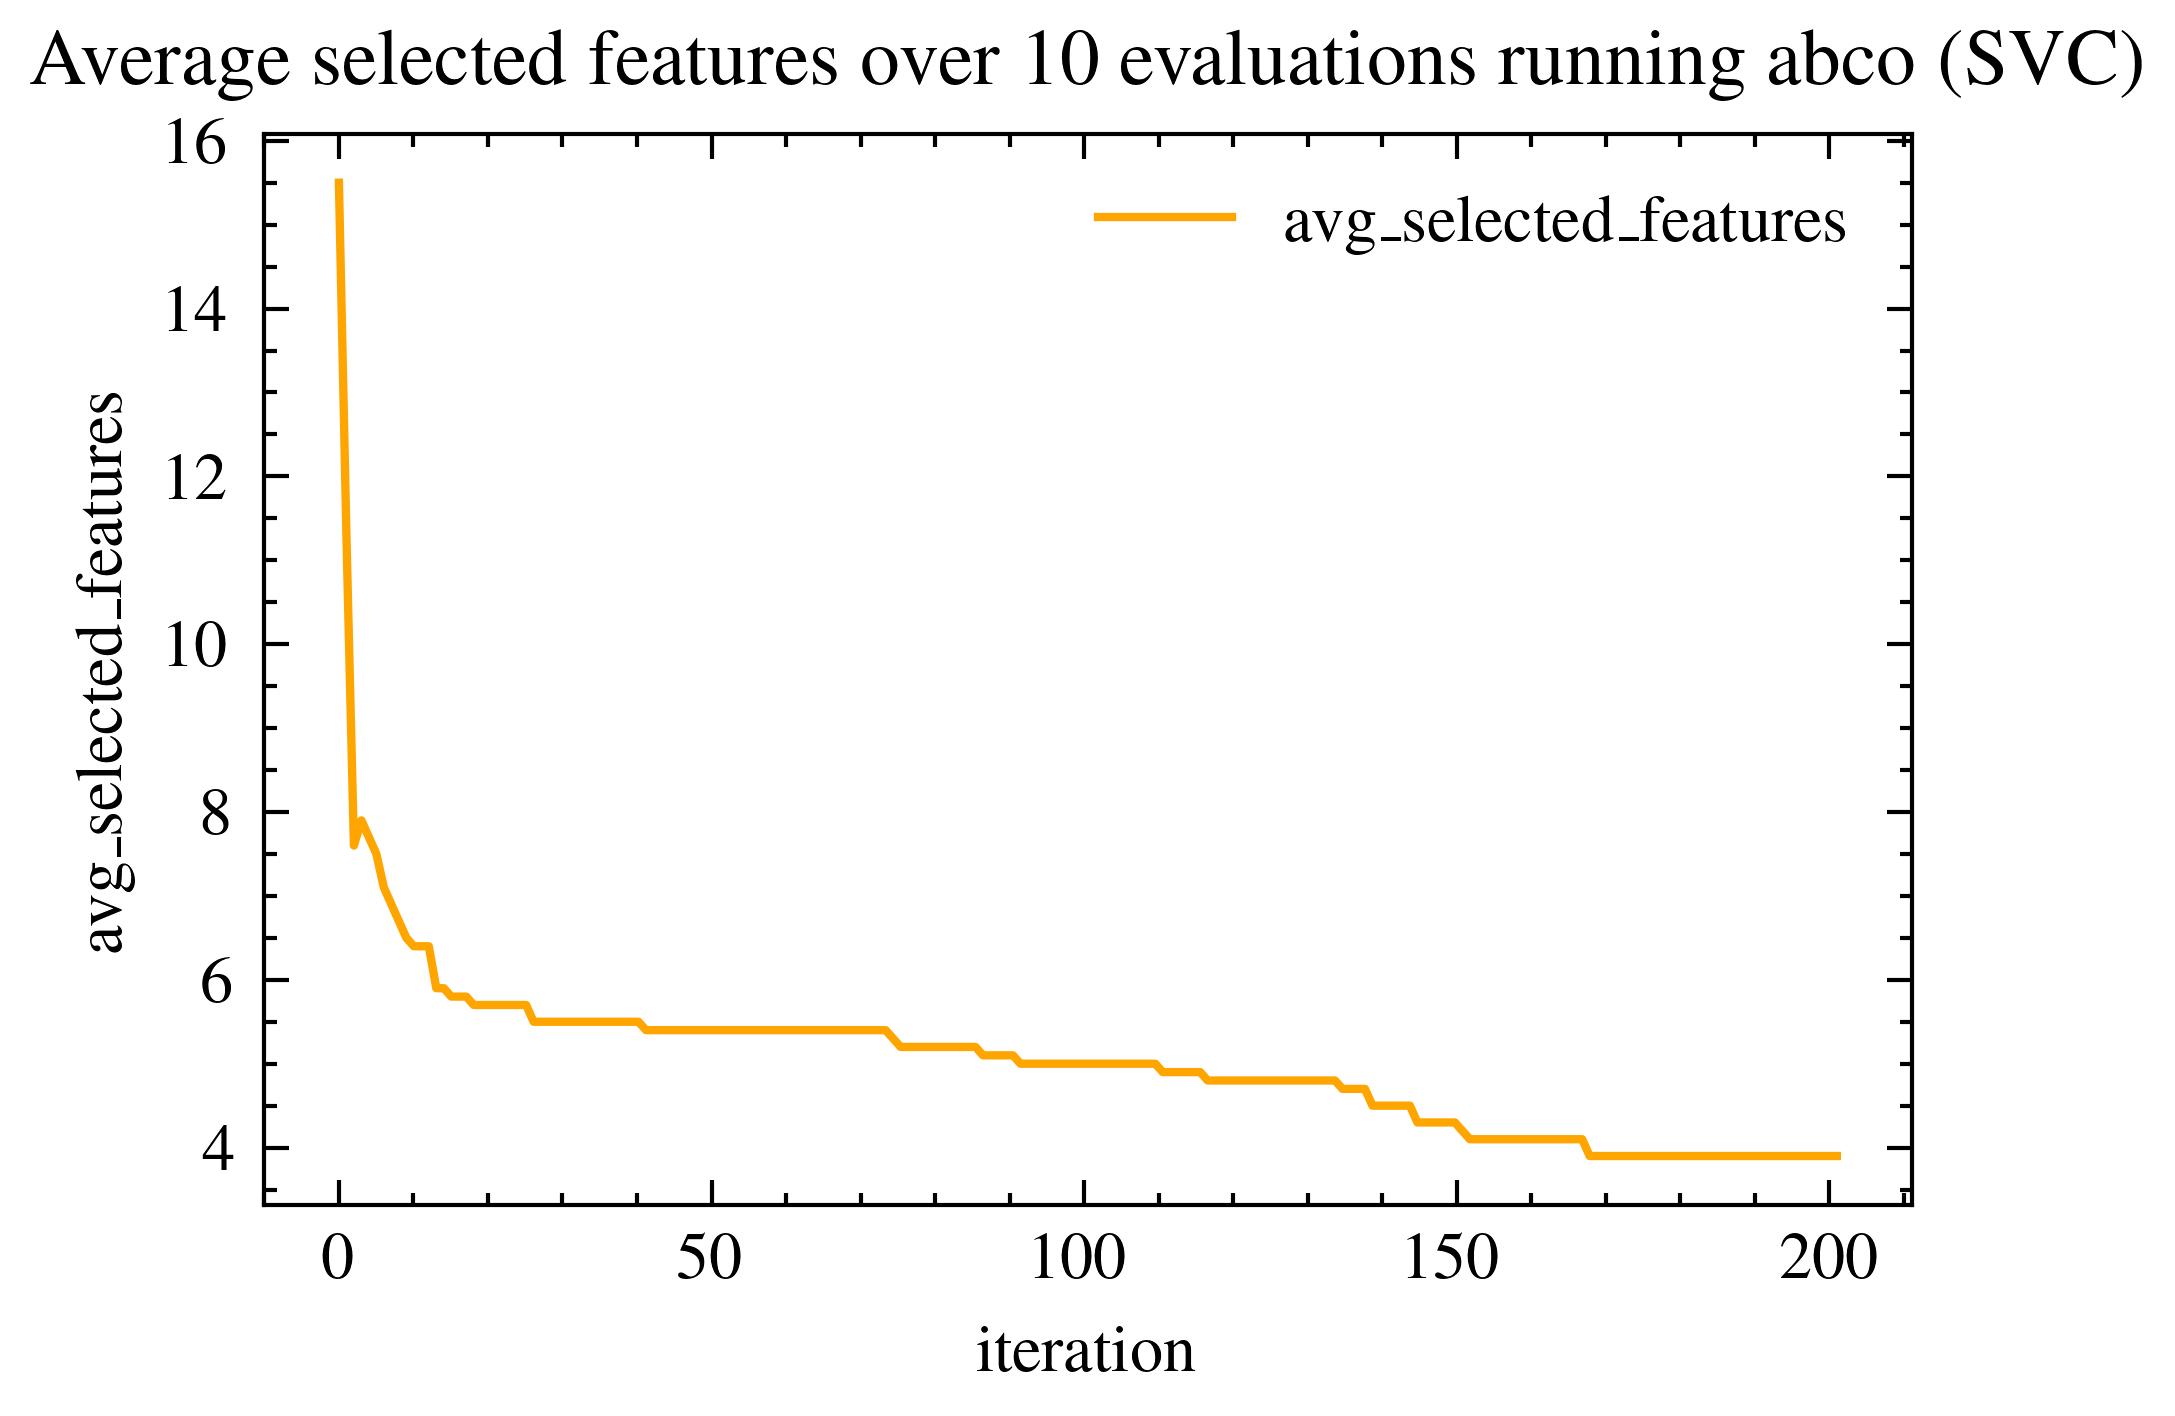 Average selected features over 10 evaluations running abco (SVC)
avg_selected_features
16
14
12
10
8
6
4
avg_selected_features
0 50 100 150 200
iteration